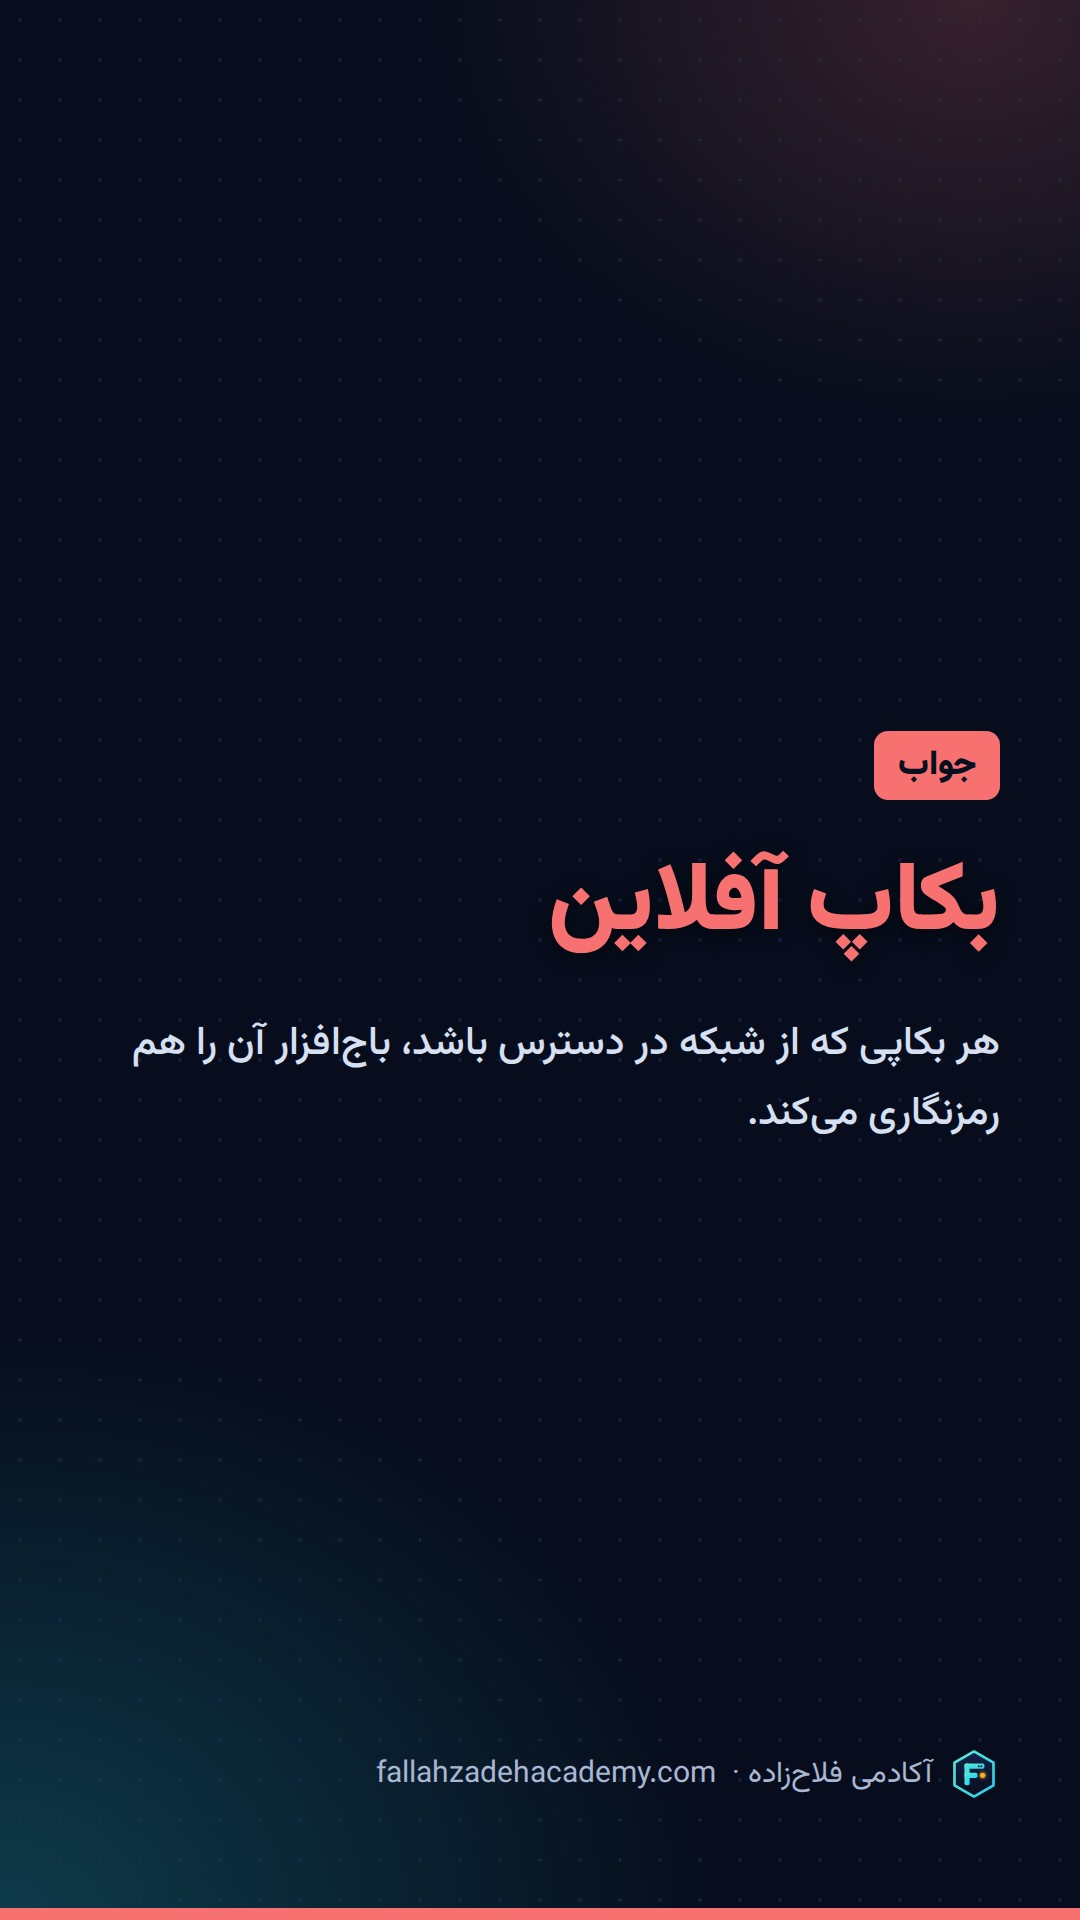 جواب
بکاپ آفلاین
هر بکاپی که از شبکه در دسترس باشد، باج‌افزار آن را هم
رمزنگاری می‌کند.
آکادمی فلاح‌زاده · fallahzadehacademy.com